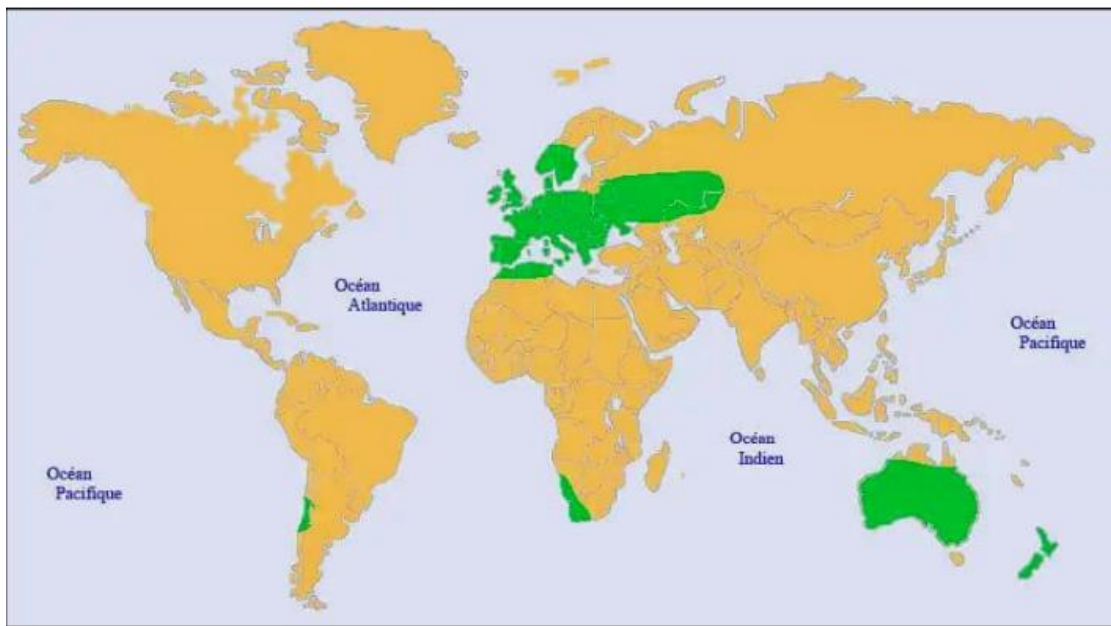 Océan
Atlantique
Océan
Pacifique
Océan
Indien
Océan
Pacifique